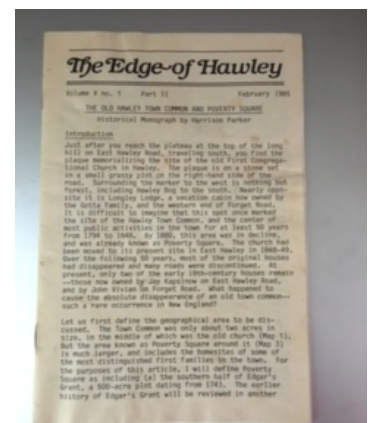 The Edge of Hawley
Volume V no. 1 Part II February 1985
THE OLD HAWLEY TOWN COMMON AND POVERTY SQUARE
Historical Monograph by Harrison Parker
Introduction
Just after you reach the plateau at the top of the long
hill on East Hawley Road, traveling south, you find the
plaque memorializing the site of the old First Congrega-
tional Church in Hawley. The plaque is on a stone set
in a small grassy plot on the right-hand side of the
road. Surrounding the marker to the west is nothing but
forest, including Hawley Bog to the south. Nearly oppo-
site it is Longley Lodge, a vacation cabin now owned by
the Gotta Family, and the western end of Forget Road.
It is difficult to imagine that this spot once marked
the site of the Hawley Town Common, and the center of
most public activities in the town for at least 50 years
from 1794 to 1848. By 1880, this area was in decline,
and was already known as Poverty Square. The church had
been moved to its present site in East Hawley in 1848-49.
Over the following 50 years, most of the original houses
had disappeared and many roads were discontinued. At
present, only two of the early 19th-century houses remain
--those now owned by Jay on East Hawley Road,
and by John Vivian on Forget Road. What happened to
cause the absolute disappearance of an old town common--
such a rare occurrence in New England?
Let us first define the geographical area to be dis-
cussed. The Town Common was only about two acres in
size, in the middle of which was the old church (Map 1).
But the area known as Poverty Square around it (Map 3)
is much larger, and includes the homesites of some of
the most distinguished first families in the town. For
the purposes of this article, I will define Poverty
Square as including (a) the southern half of Edgar's
Grant, a 500-acre plot dating from 1743. The earlier
history of Edgar's Grant will be reviewed in another